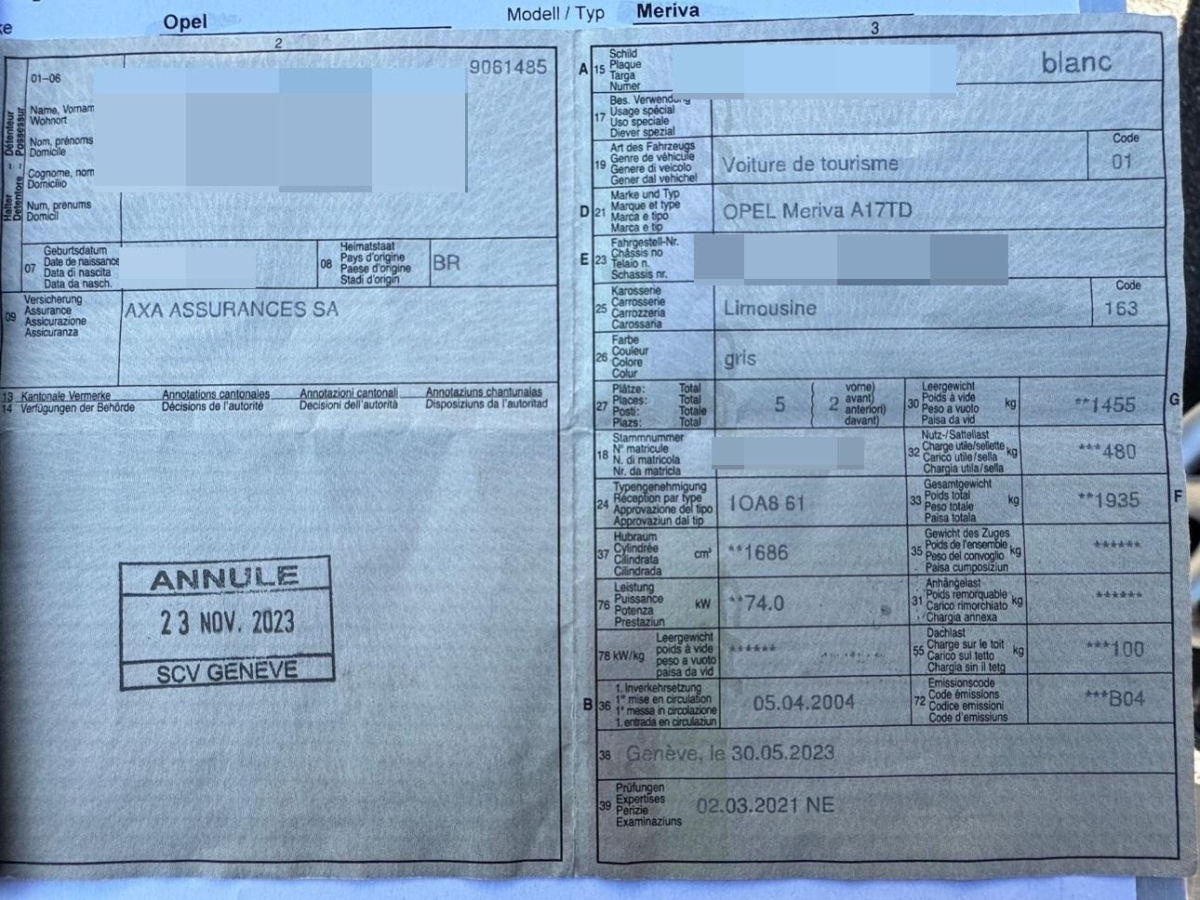 Opel
Modell / Typ Meriva
2
01-06
9061485
Détenteur
Possessur
Halter
Detentore
Name, Vornam
Wohnort
Nom, prénoms
Domicile
Cognome, nom
Domicilio
Num, prenums
Domicil
07
Geburtsdatum
Date de naissance
Data di nascita
Data da nasch.
08
Heimatstaat
Pays d'origine
Paese d'origine
Stadi d'origin
BR
09
Versicherung
Assurance
Assicurazione
Assicuranza
AXA ASSURANCES SA
13 Kantonale Vermerke Annotations cantonales Annotazioni cantonali Annotaziuns chantunalas
14 Verfügungen der Behörde Décisions de l'autorité Decisioni dell'autorità Disposiziuns da l'autoritad
ANNULE
23 NOV. 2023
SCV GENEVE
3
A 15
Schild
Plaque
Targa
Numer
blanc
17
Bes. Verwendung
Usage spécial
Uso speciale
Diever spezial
19
Art des Fahrzeugs
Genre de véhicule
Genere di veicolo
Gener dal vehichel
Voiture de tourisme
Code
01
D 21
Marke und Typ
Marque et type
Marca e tipo
Marca e tip
OPEL Meriva A17TD
E 23
Fahrgestell-Nr.
Châssis no
Telaio n.
Schassis nr.
25
Karosserie
Carrosserie
Carrozzeria
Carossaria
Limousine
Code
163
26
Farbe
Couleur
Colore
Colur
gris
27
Plätze: Total
Places: Total
Posti: Totale
Plazs: Total
5
2
vorne)
avant)
anteriori)
davant)
30
Leergewicht
Poids à vide
Peso a vuoto
Paisa da vid
kg
**1455
G
18
Stammnummer
N° matricule
N. di matricola
Nr. da matricla
32
Nutz-/Sattellast
Charge utile/sellette
Carico utile/sella
Chargia utila/sella
kg
***480
24
Typengenehmigung
Réception par type
Approvazione del tipo
Approvaziun dal tip
1OA8 61
33
Gesamtgewicht
Poids total
Peso totale
Paisa totala
kg
**1935
F
37
Hubraum
Cylindrée
Cilindrata
Cilindrada
cm³
**1686
35
Gewicht des Zuges
Poids de l'ensemble
Peso del convoglio
Paisa cumposiziun
kg
******
76
Leistung
Puissance
Potenza
Prestaziun
kW
**74.0
31
Anhängelast
Poids remorquable
Carico rimorchiato
Chargia annexa
kg
******
78 kW/kg
Leergewicht
poids à vide
peso a vuoto
paisa da vid
******
55
Dachlast
Charge sur le toit
Carico sul tetto
Chargia sin il tetg
kg
***100
B 36
1. Inverkehrsetzung
1re mise en circulation
1a messa in circolazione
1. entrada en circulaziun
05.04.2004
72
Emissionscode
Code émissions
Codice emissioni
Code d'emissiuns
***B04
38 Genève, le 30.05.2023
39
Prüfungen
Expertises
Perizie
Examinaziuns
02.03.2021 NE